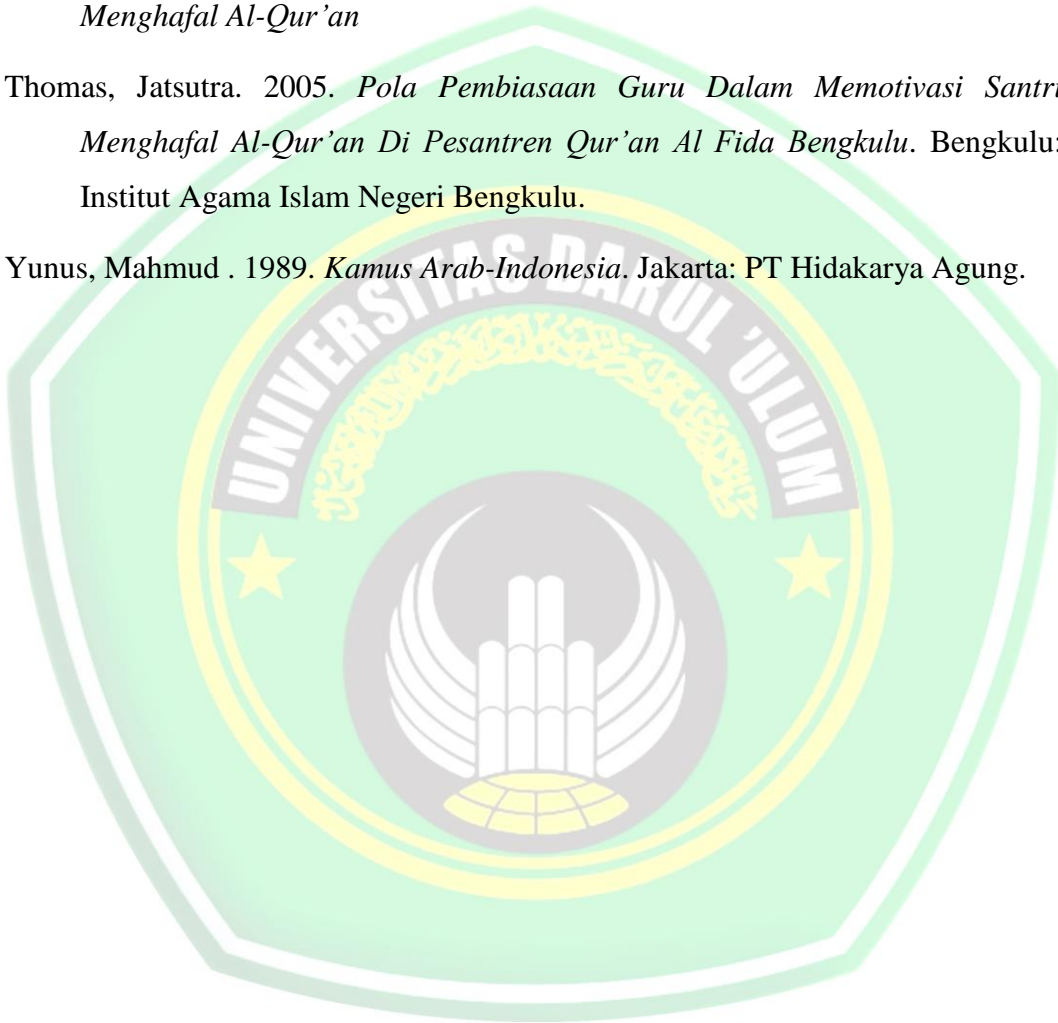 Menghafal Al-Qur’an
Thomas, Jatsutra. 2005. Pola Pembiasaan Guru Dalam Memotivasi Santri
Menghafal Al-Qur’an Di Pesantren Qur’an Al Fida Bengkulu. Bengkulu:
Institut Agama Islam Negeri Bengkulu.
Yunus, Mahmud . 1989. Kamus Arab-Indonesia. Jakarta: PT Hidakarya Agung.
UNIVERSITAS DARUL ’ULUM